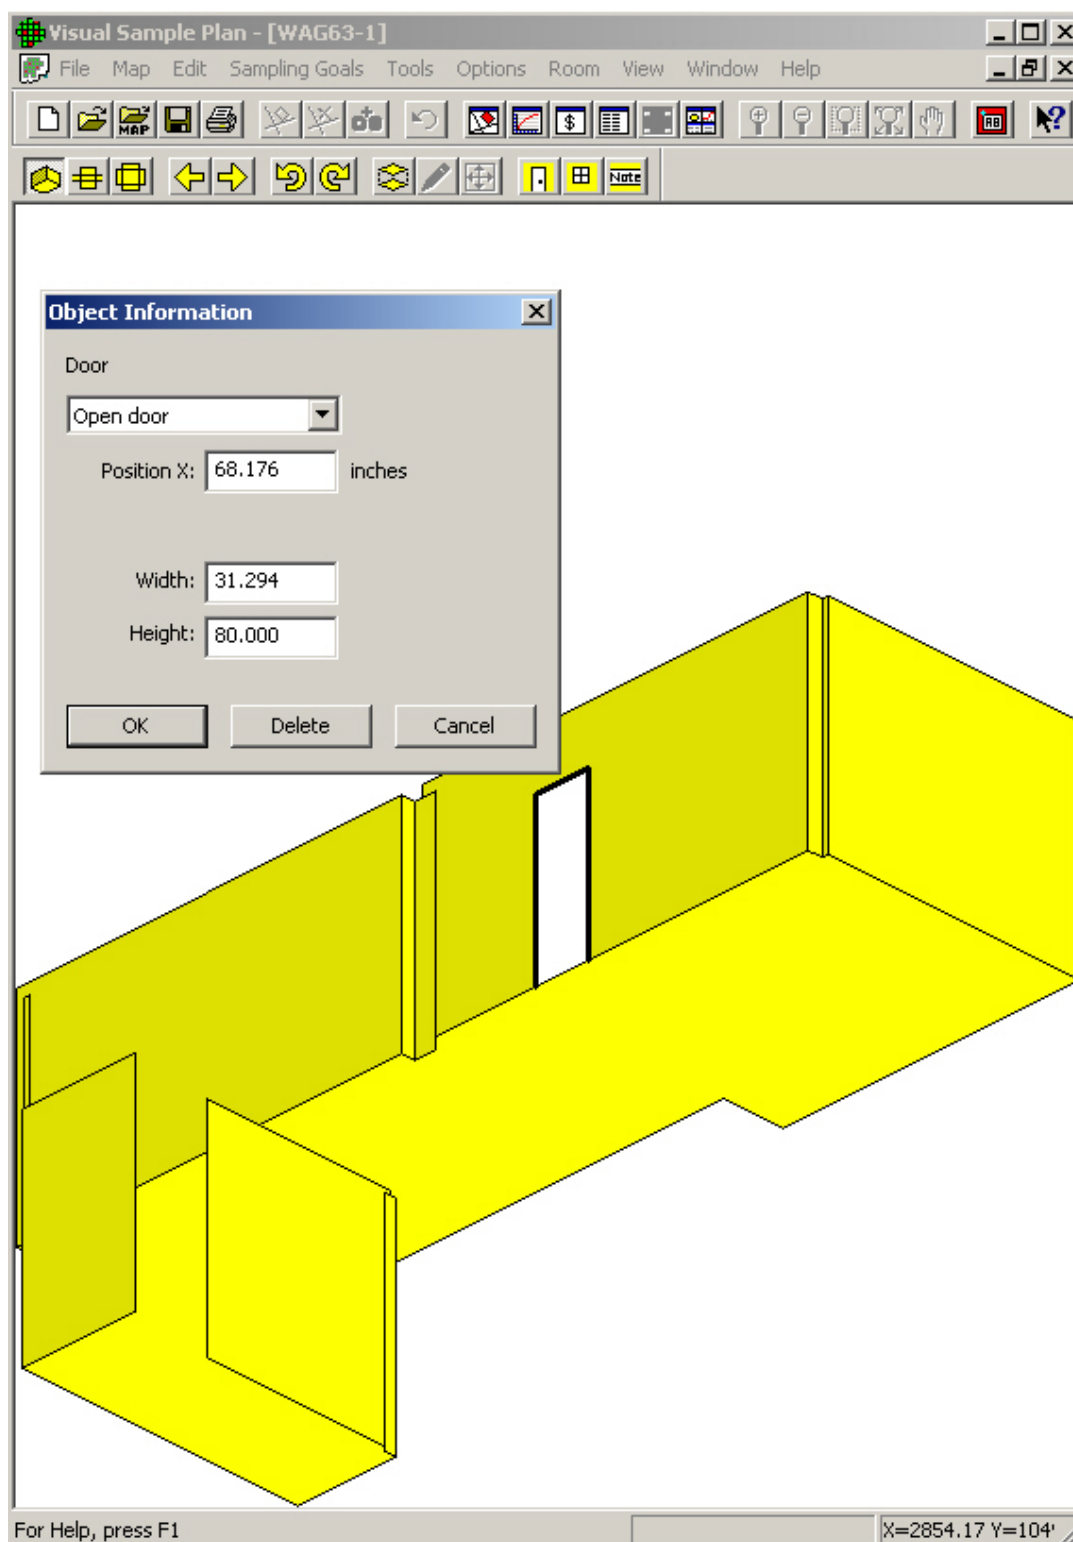 Visual Sample Plan - [WAG63-1]
File Map Edit Sampling Goals Tools Options Room View Window Help
MAP $ AB ?
Note
Object Information
Door
Open door
Position X: 68.176 inches
Width: 31.294
Height: 80.000
OK Delete Cancel
For Help, press F1 X=2854.17 Y=104'